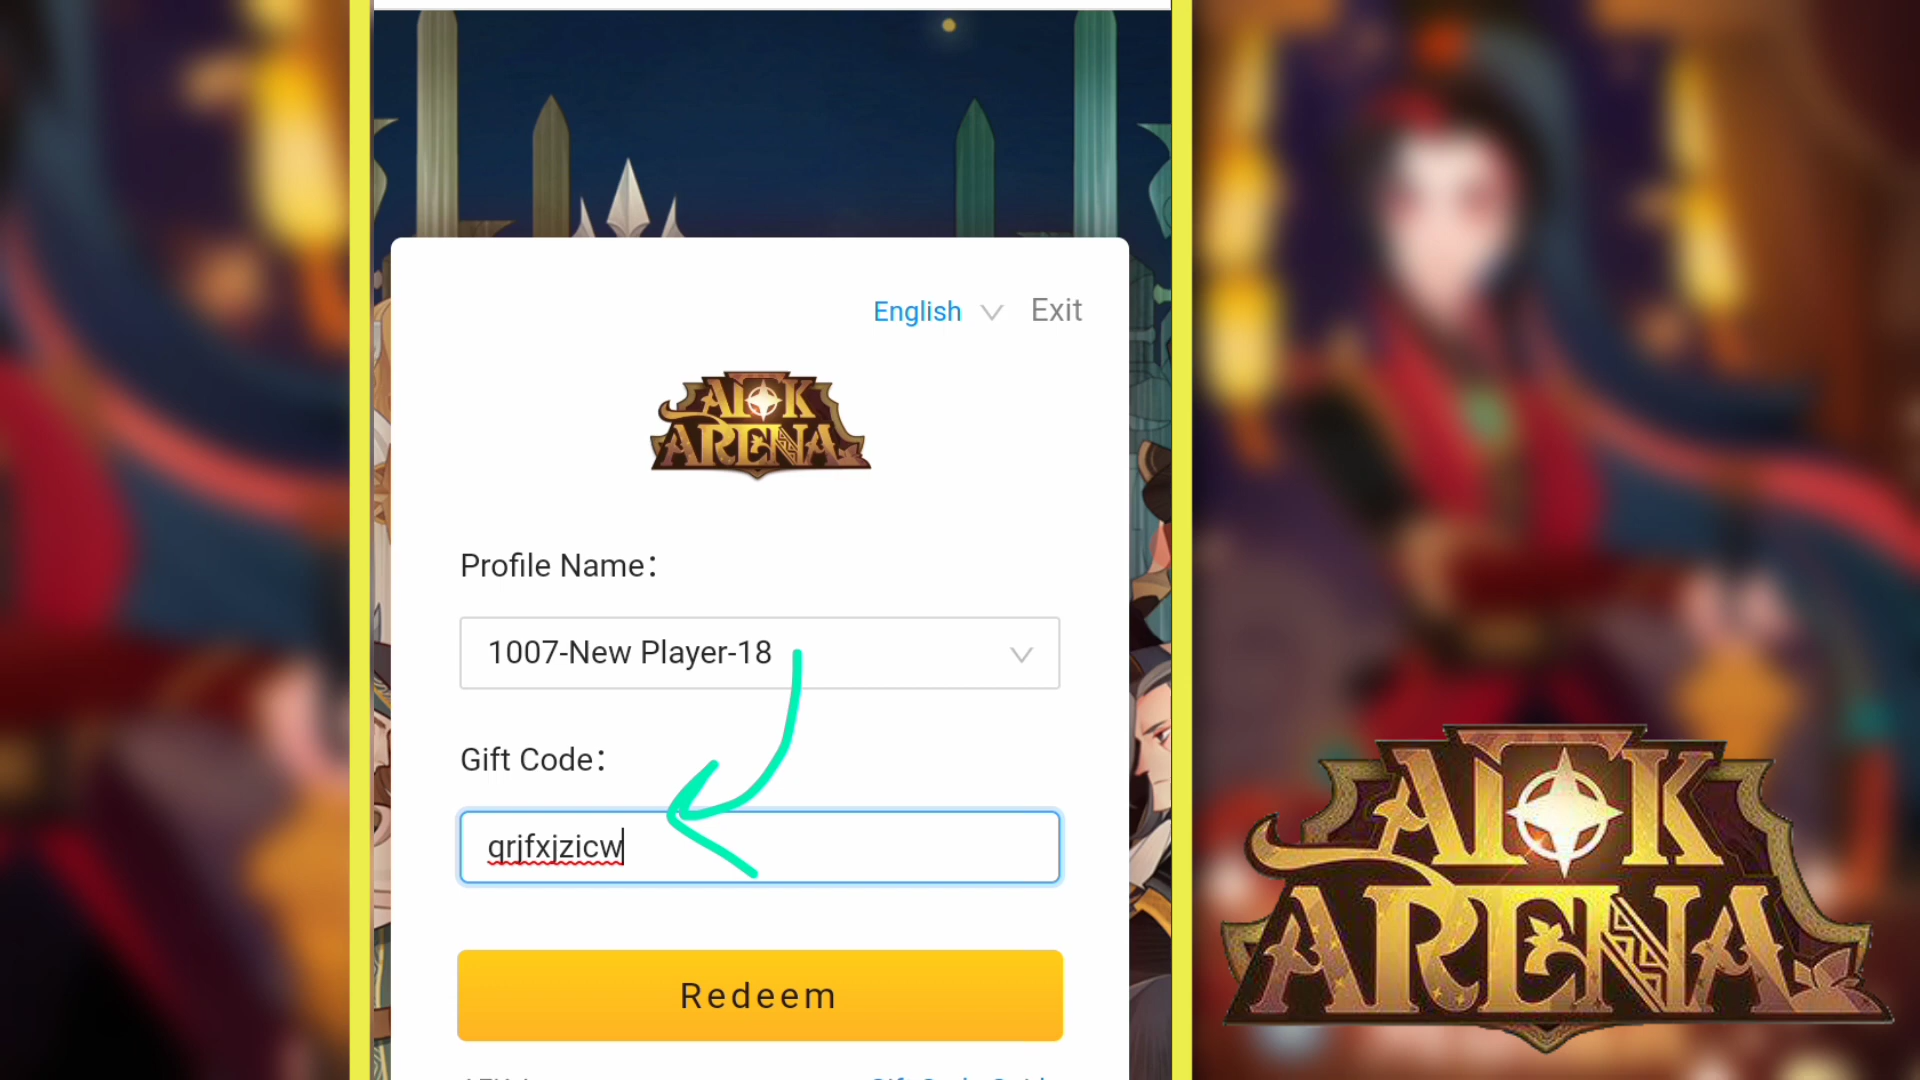 English Exit
AFK
ARENA
Profile Name:
1007-New Player-18
Gift Code:
qrjfxjzicw
Redeem
AFK
ARENA